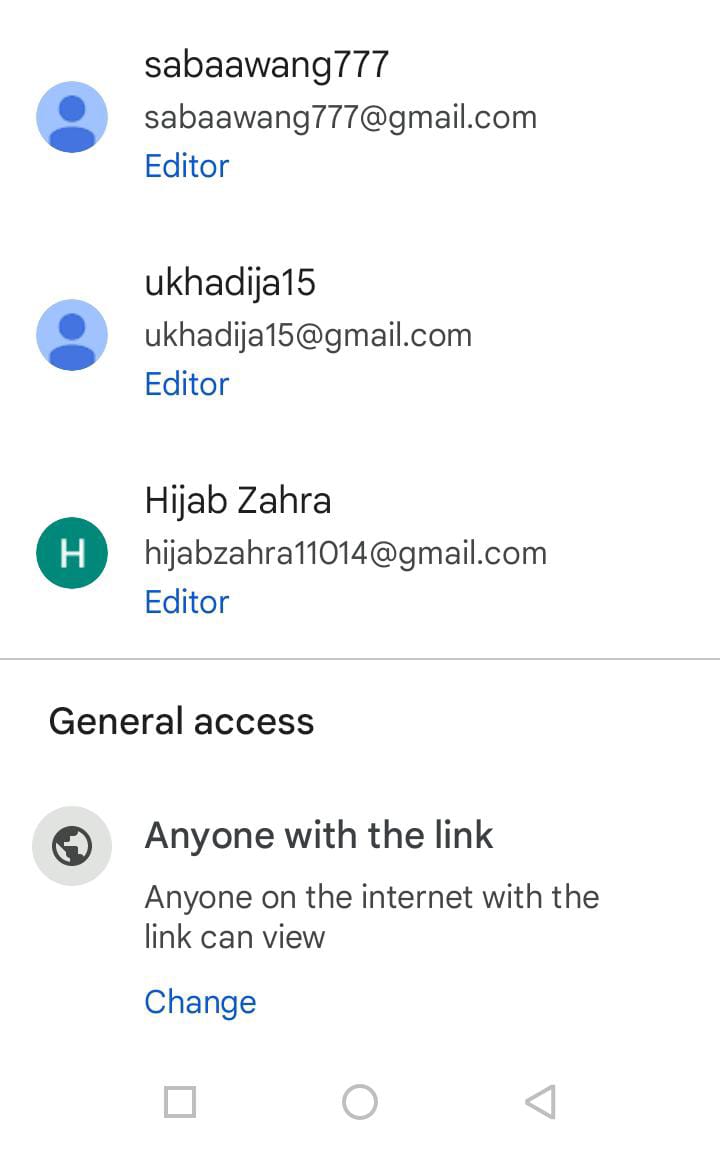 sabaawang777
sabaawang777@gmail.com
Editor
ukhadija15
ukhadija15@gmail.com
Editor
H
Hijab Zahra
hijabzahra11014@gmail.com
Editor
General access
Anyone with the link
Anyone on the internet with the
link can view
Change